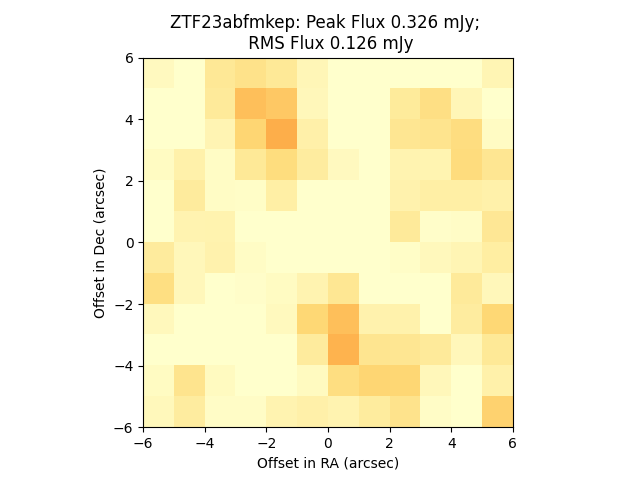 ZTF23abfmkep: Peak Flux 0.326 mJy;
RMS Flux 0.126 mJy
6
4
2
0
−2
−4
−6
Offset in Dec (arcsec)
−6 −4 −2 0 2 4 6
Offset in RA (arcsec)